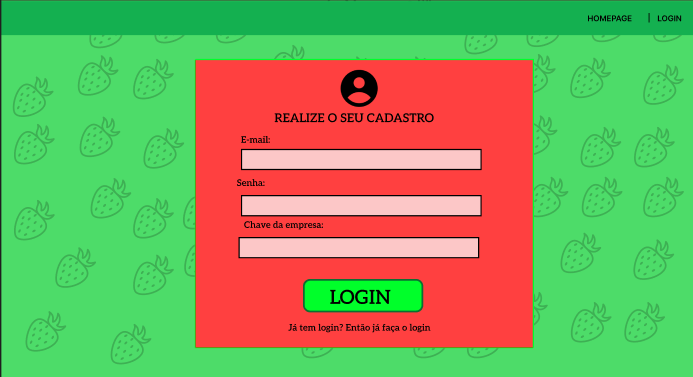 HOMEPAGE | LOGIN
REALIZE O SEU CADASTRO
E-mail:
Senha:
Chave da empresa:
LOGIN
Já tem login? Então já faça o login